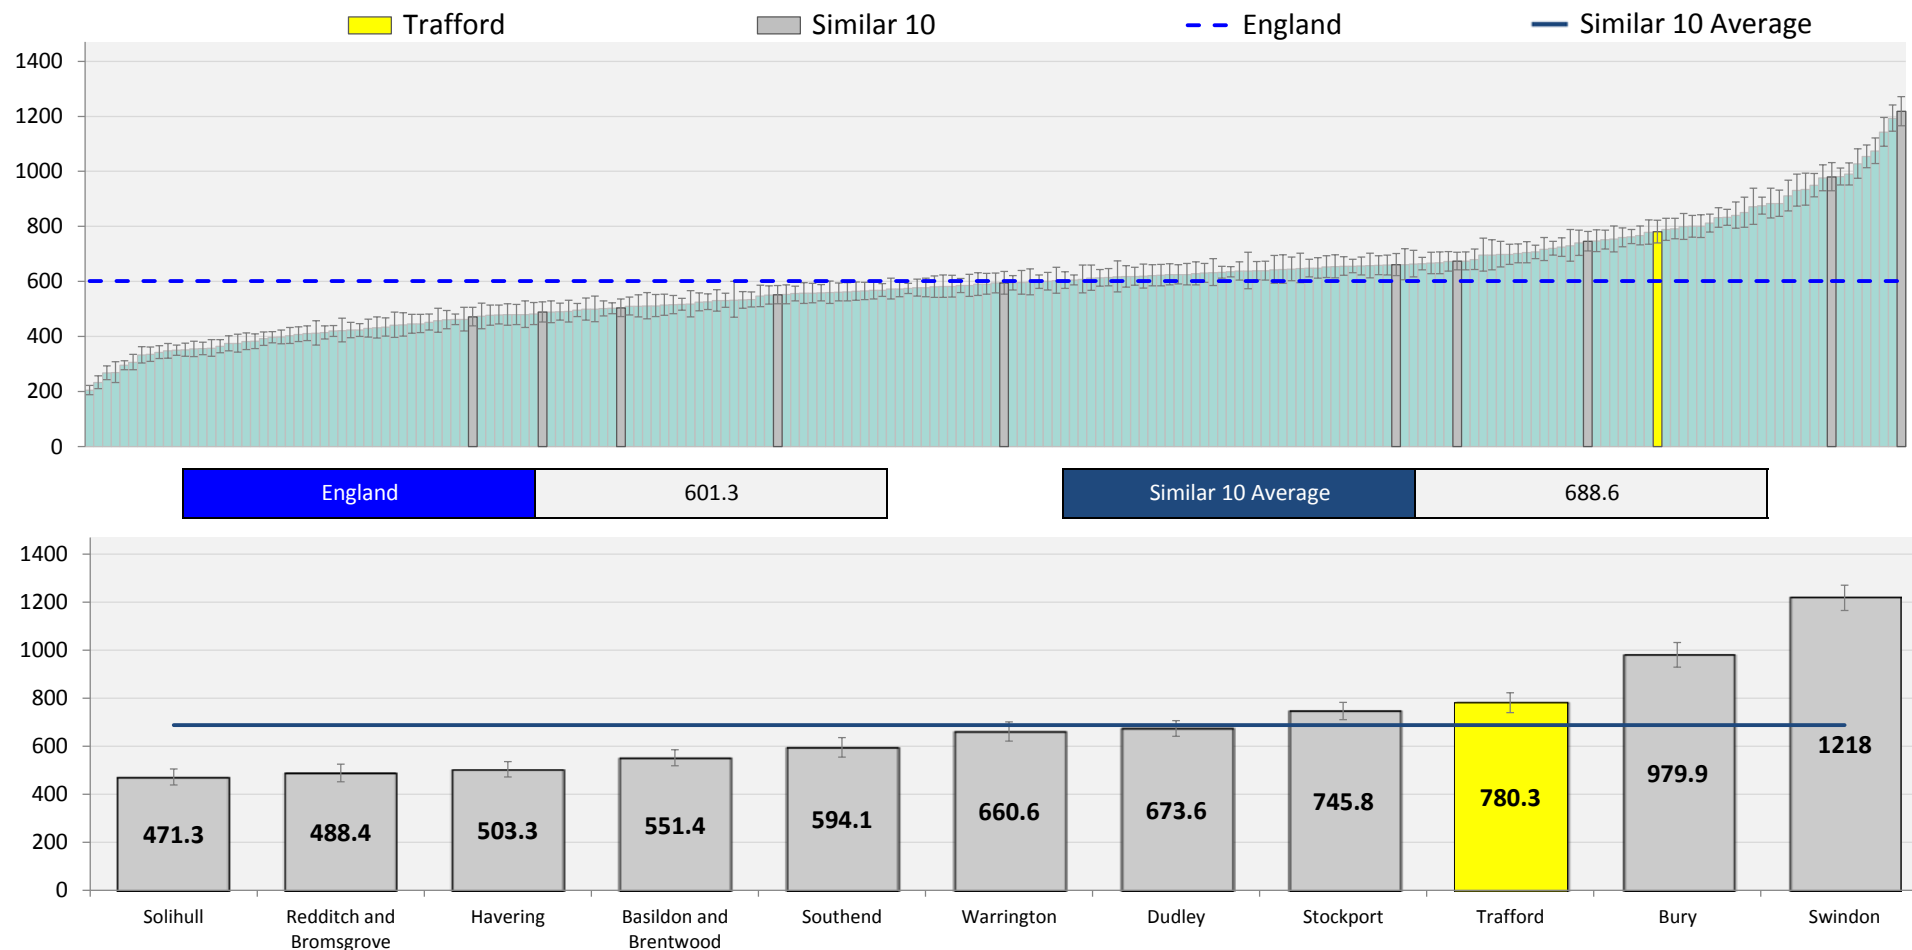 Trafford
Similar 10
England
Similar 10 Average
1400
1200
1000
800
600
400
200
0
England
601.3
Similar 10 Average
688.6
1400
1200
1000
800
600
400
200
0
471.3
488.4
503.3
551.4
594.1
660.6
673.6
745.8
780.3
979.9
1218
Solihull
Redditch and
Bromsgrove
Havering
Basildon and
Brentwood
Southend
Warrington
Dudley
Stockport
Trafford
Bury
Swindon